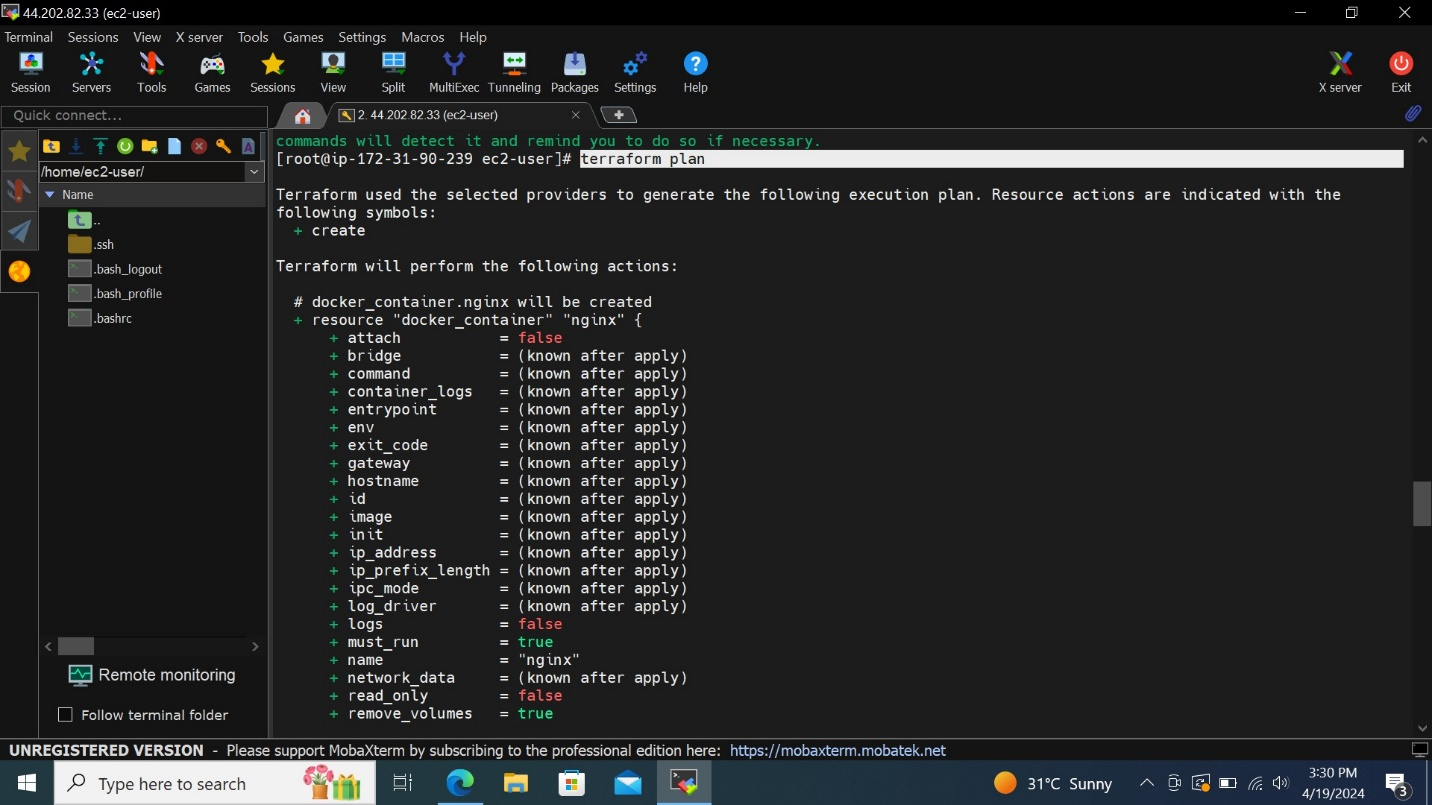 44.202.82.33 (ec2-user)
Terminal Sessions View X server Tools Games Settings Macros Help
Session Servers Tools Games Sessions View Split MultiExec Tunneling Packages Settings Help X server Exit
Quick connect...
2. 44.202.82.33 (ec2-user)
/home/ec2-user/
Name
..
.ssh
.bash_logout
.bash_profile
.bashrc
Remote monitoring
Follow terminal folder
commands will detect it and remind you to do so if necessary.
[root@ip-172-31-90-239 ec2-user]# terraform plan
Terraform used the selected providers to generate the following execution plan. Resource actions are indicated with the
following symbols:
+ create
Terraform will perform the following actions:
# docker_container.nginx will be created
+ resource "docker_container" "nginx" {
+ attach = false
+ bridge = (known after apply)
+ command = (known after apply)
+ container_logs = (known after apply)
+ entrypoint = (known after apply)
+ env = (known after apply)
+ exit_code = (known after apply)
+ gateway = (known after apply)
+ hostname = (known after apply)
+ id = (known after apply)
+ image = (known after apply)
+ init = (known after apply)
+ ip_address = (known after apply)
+ ip_prefix_length = (known after apply)
+ ipc_mode = (known after apply)
+ log_driver = (known after apply)
+ logs = false
+ must_run = true
+ name = "nginx"
+ network_data = (known after apply)
+ read_only = false
+ remove_volumes = true
UNREGISTERED VERSION - Please support MobaXterm by subscribing to the professional edition here: https://mobaxterm.mobatek.net
Type here to search
31°C Sunny
3:30 PM
4/19/2024
3